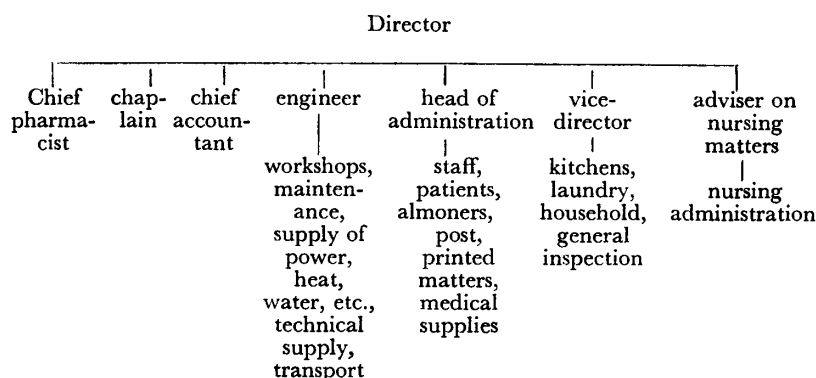 Director
Chief pharma-
cist
chap-
lain
chief
accoun-
tant
engineer
workshops,
mainten-
ance,
supply of
power,
heat,
water, etc.,
technical
supply,
transport
head of
administration
staff,
patients,
almoners,
post,
printed
matters,
medical
supplies
vice-
director
kitchens,
laundry,
household,
general
inspection
adviser on
nursing
matters
nursing
administration